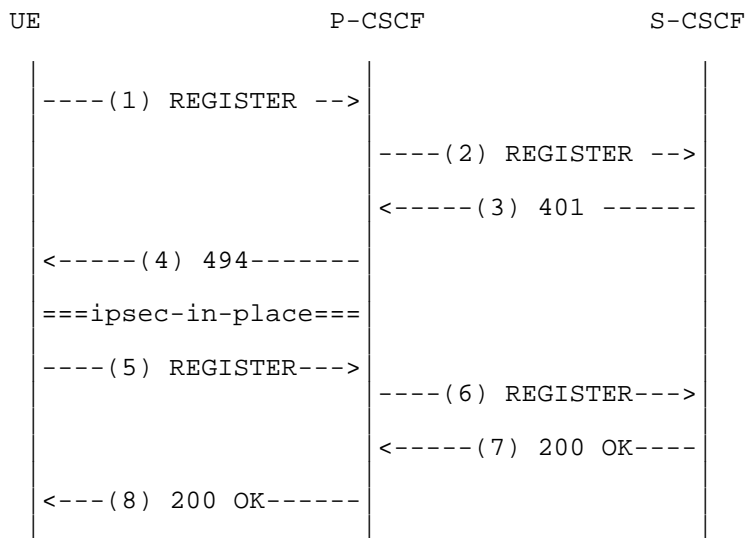 UE P-CSCF S-CSCF
----(1) REGISTER -->
----(2) REGISTER -->
<-----(3) 401 ------
<-----(4) 494-------
===ipsec-in-place===
----(5) REGISTER--->
----(6) REGISTER--->
<-----(7) 200 OK----
<---(8) 200 OK------